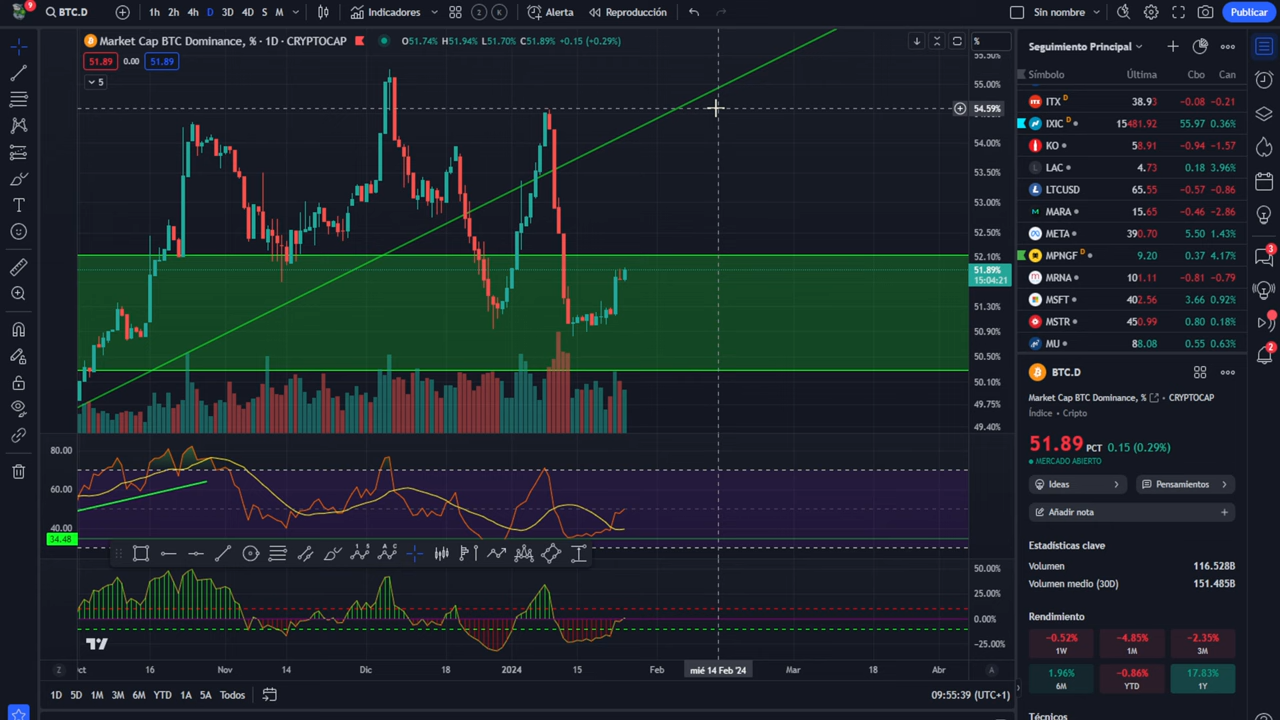 9
BTC.D
1h 2h 4h D 3D 4D S M
Indicadores
2 K
Alerta
Reproducción
Sin nombre
Publicar
Market Cap BTC Dominance, % · 1D · CRYPTOCAP
O51.74% H51.94% L51.70% C51.89% +0.15 (+0.29%)
51.89 0.00 51.89
5
%
55.50%
55.00%
54.59%
54.00%
53.50%
53.00%
52.50%
52.10%
51.89%
15:04:21
51.30%
50.90%
50.50%
50.10%
49.75%
49.40%
80.00
60.00
40.00
34.48
50.00%
25.00%
0.00%
−25.00%
Z
ct 16 Nov 14 Dic 18 2024 15 Feb mié 14 Feb '24 Mar 18 Abr
A
1D 5D 1M 3M 6M YTD 1A 5A Todos
09:55:39 (UTC+1)
Seguimiento Principal
Símbolo Última Cbo Can
ITX D 38.93 −0.08 −0.21
IXIC D 15481.92 55.97 0.36%
KO 58.91 −0.94 −1.57
LAC 4.73 0.18 3.96%
LTCUSD 65.55 −0.57 −0.86
MARA 15.65 −0.46 −2.86
META 390.70 5.50 1.43%
MPNGF D 9.20 0.37 4.17%
MRNA 101.11 −0.81 −0.79
MSFT 402.56 3.66 0.92%
MSTR 450.99 0.80 0.18%
MU 88.08 0.55 0.63%
BTC.D
Market Cap BTC Dominance, % · CRYPTOCAP
Índice · Cripto
51.89 PCT 0.15 (0.29%)
MERCADO ABIERTO
Ideas
Pensamientos
Añadir nota
Estadísticas clave
Volumen 116.528B
Volumen medio (30D) 151.485B
Rendimiento
−0.52% −4.85% −2.35%
1W 1M 3M
1.96% −0.86% 17.83%
6M YTD 1Y
Técnicos
3
2